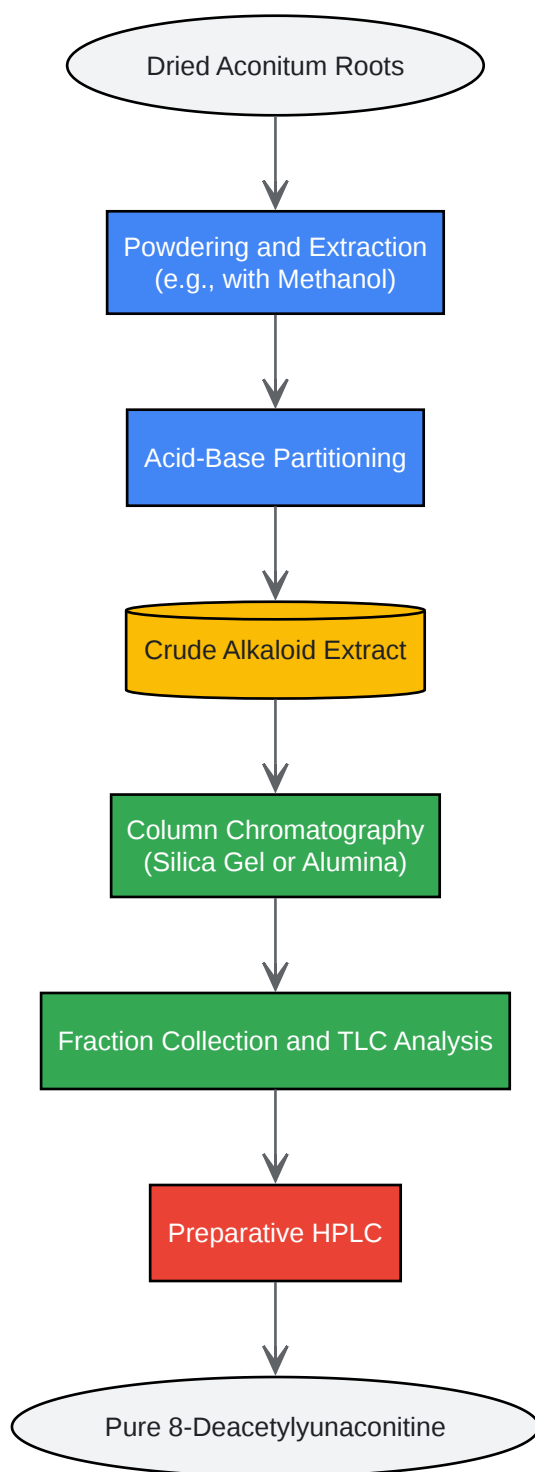 Dried Aconitum Roots
Powdering and Extraction
(e.g., with Methanol)
Acid-Base Partitioning
Crude Alkaloid Extract
Column Chromatography
(Silica Gel or Alumina)
Fraction Collection and TLC Analysis
Preparative HPLC
Pure 8-Deacetylyunaconitine